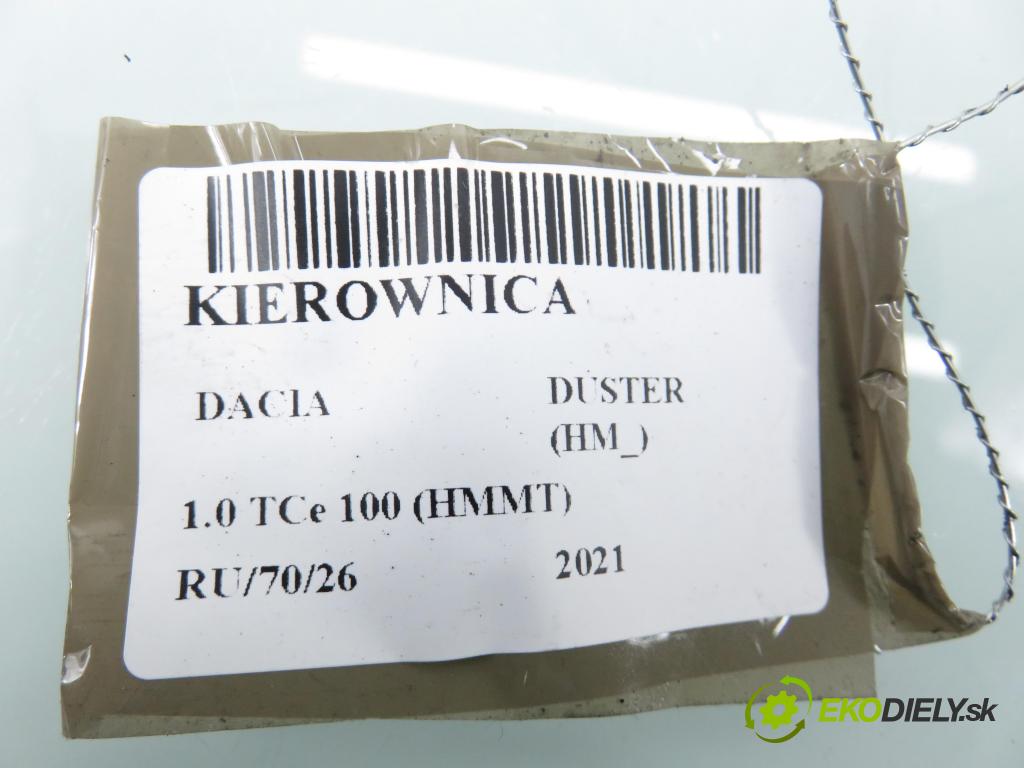 KIEROWNICA
DACIA DUSTER
(HM_)
1.0 TCe 100 (HMMT)
RU/70/26 2021
EKODIELY.sk